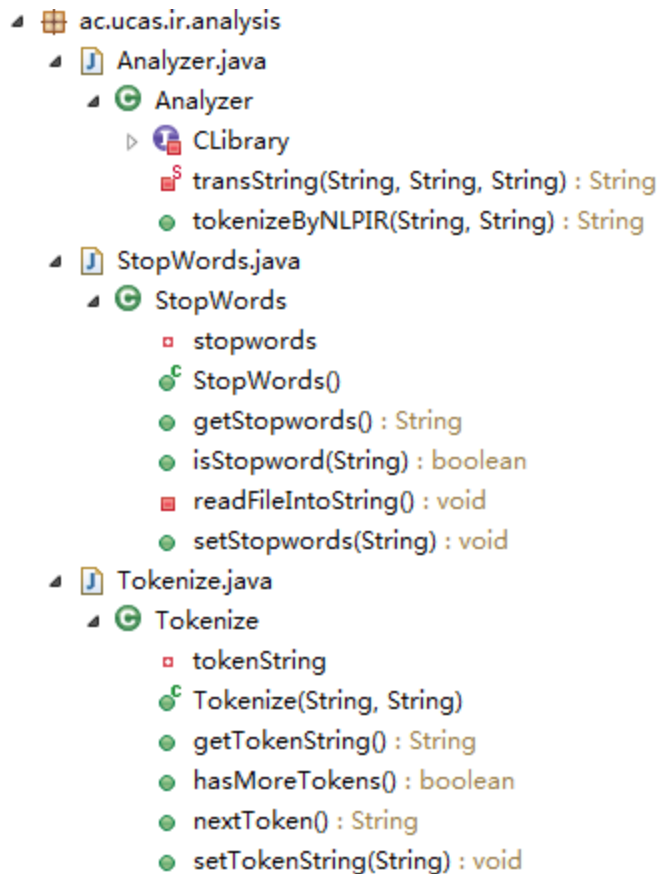 ac.ucas.ir.analysis
Analyzer.java
Analyzer
CLibrary
transString(String, String, String) : String
tokenizeByNLPIR(String, String) : String
StopWords.java
StopWords
stopwords
StopWords()
getStopwords() : String
isStopword(String) : boolean
readFileIntoString() : void
setStopwords(String) : void
Tokenize.java
Tokenize
tokenString
Tokenize(String, String)
getTokenString() : String
hasMoreTokens() : boolean
nextToken() : String
setTokenString(String) : void